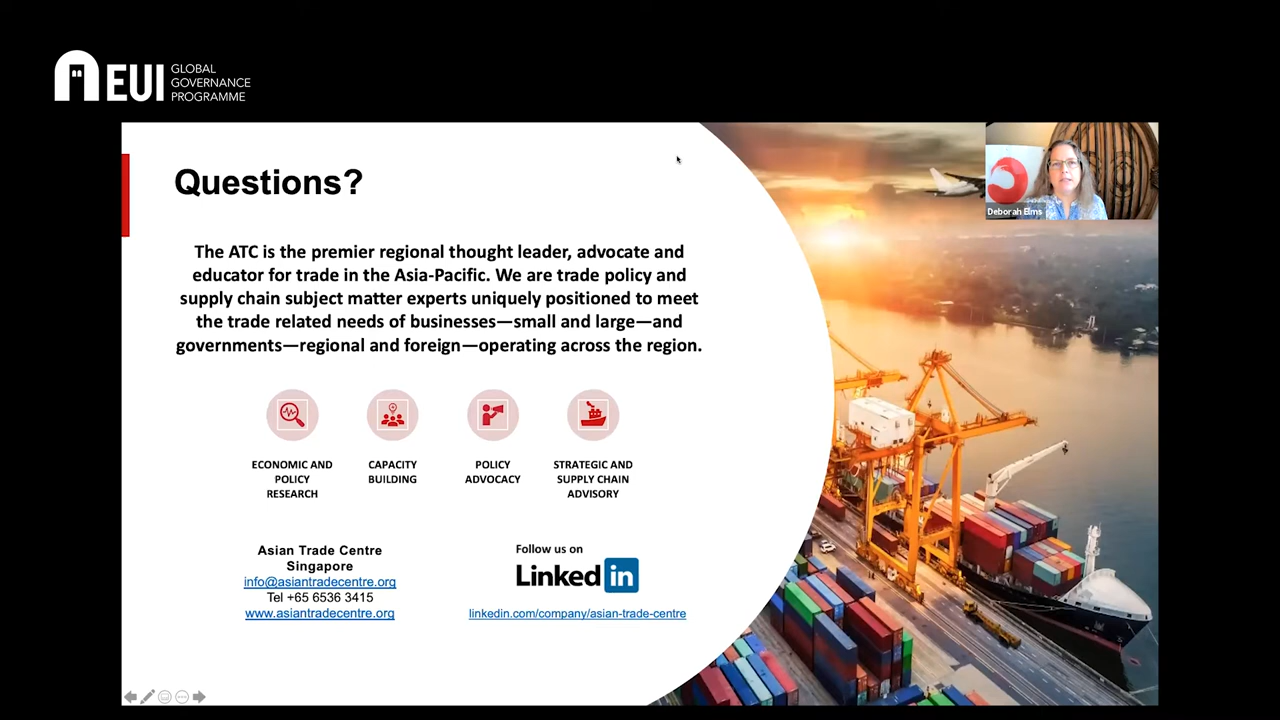 EUI
GLOBAL
GOVERNANCE
PROGRAMME
Questions?
Deborah Elms
The ATC is the premier regional thought leader, advocate and
educator for trade in the Asia-Pacific. We are trade policy and
supply chain subject matter experts uniquely positioned to meet
the trade related needs of businesses—small and large—and
governments—regional and foreign—operating across the region.
ECONOMIC AND
POLICY
RESEARCH
CAPACITY
BUILDING
POLICY
ADVOCACY
STRATEGIC AND
SUPPLY CHAIN
ADVISORY
Asian Trade Centre
Singapore
info@asiantradecentre.org
Tel +65 6536 3415
www.asiantradecentre.org
Follow us on
Linked in
linkedin.com/company/asian-trade-centre